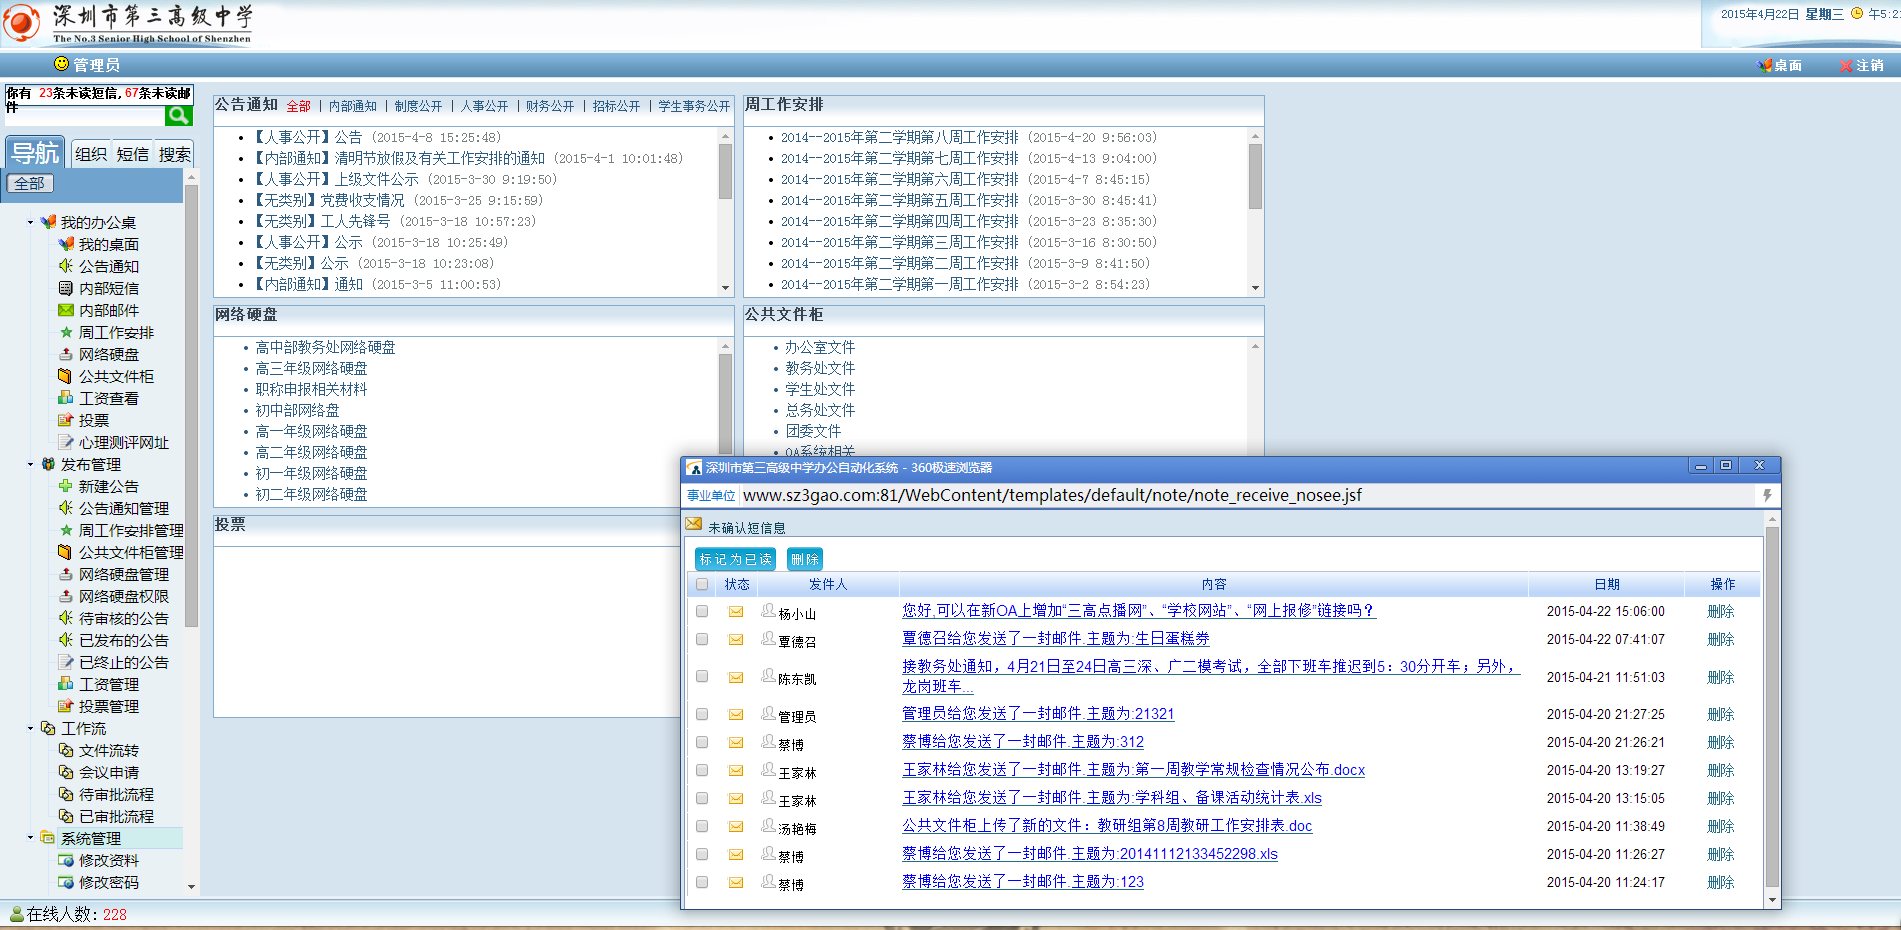 深圳市第三高级中学
The No.3 Senior High School of Shenzhen
2015年4月22日 星期三 午5:2
管理员
桌面 注销
你有 23条未读短信,67条未读邮件
导航 组织 短信 搜索
全部
我的办公桌
我的桌面
公告通知
内部短信
内部邮件
周工作安排
网络硬盘
公共文件柜
工资查看
投票
心理测评网址
发布管理
新建公告
公告通知管理
周工作安排管理
公共文件柜管理
网络硬盘管理
网络硬盘权限
待审核的公告
已发布的公告
已终止的公告
工资管理
投票管理
工作流
文件流转
会议申请
待审批流程
已审批流程
系统管理
修改资料
修改密码
在线人数: 228
公告通知 全部 | 内部通知 | 制度公开 | 人事公开 | 财务公开 | 招标公开 | 学生事务公开
【人事公开】公告 (2015-4-8 15:25:48)
【内部通知】清明节放假及有关工作安排的通知 (2015-4-1 10:01:48)
【人事公开】上级文件公示 (2015-3-30 9:19:50)
【无类别】党费收支情况 (2015-3-25 9:15:59)
【无类别】工人先锋号 (2015-3-18 10:57:23)
【人事公开】公示 (2015-3-18 10:25:49)
【无类别】公示 (2015-3-18 10:23:08)
【内部通知】通知 (2015-3-5 11:00:53)
周工作安排
2014--2015年第二学期第八周工作安排 (2015-4-20 9:56:03)
2014--2015年第二学期第七周工作安排 (2015-4-13 9:04:00)
2014--2015年第二学期第六周工作安排 (2015-4-7 8:45:15)
2014--2015年第二学期第五周工作安排 (2015-3-30 8:45:41)
2014--2015年第二学期第四周工作安排 (2015-3-23 8:35:30)
2014--2015年第二学期第三周工作安排 (2015-3-16 8:30:50)
2014--2015年第二学期第二周工作安排 (2015-3-9 8:41:50)
2014--2015年第二学期第一周工作安排 (2015-3-2 8:54:23)
网络硬盘
高中部教务处网络硬盘
高三年级网络硬盘
职称申报相关材料
初中部网络盘
高一年级网络硬盘
高二年级网络硬盘
初一年级网络硬盘
初二年级网络硬盘
公共文件柜
办公室文件
教务处文件
学生处文件
总务处文件
团委文件
OA系统相关
投票
深圳市第三高级中学办公自动化系统 - 360极速浏览器
事业单位 www.sz3gao.com:81/WebContent/templates/default/note/note_receive_nosee.jsf
未确认短信息
标记为已读 删除
状态 发件人 内容 日期 操作
杨小山 您好,可以在新OA上增加“三高点播网”、“学校网站”、“网上报修”链接吗? 2015-04-22 15:06:00 删除
覃德召 覃德召给您发送了一封邮件.主题为:生日蛋糕券 2015-04-22 07:41:07 删除
陈东凯 接教务处通知，4月21日至24日高三深、广二模考试，全部下班车推迟到5：30分开车；另外，龙岗班车... 2015-04-21 11:51:03 删除
管理员 管理员给您发送了一封邮件.主题为:21321 2015-04-20 21:27:25 删除
蔡博 蔡博给您发送了一封邮件.主题为:312 2015-04-20 21:26:21 删除
王家林 王家林给您发送了一封邮件.主题为:第一周教学常规检查情况公布.docx 2015-04-20 13:19:27 删除
王家林 王家林给您发送了一封邮件.主题为:学科组、备课活动统计表.xls 2015-04-20 13:15:05 删除
汤艳梅 公共文件柜上传了新的文件：教研组第8周教研工作安排表.doc 2015-04-20 11:38:49 删除
蔡博 蔡博给您发送了一封邮件.主题为:20141112133452298.xls 2015-04-20 11:26:27 删除
蔡博 蔡博给您发送了一封邮件.主题为:123 2015-04-20 11:24:17 删除